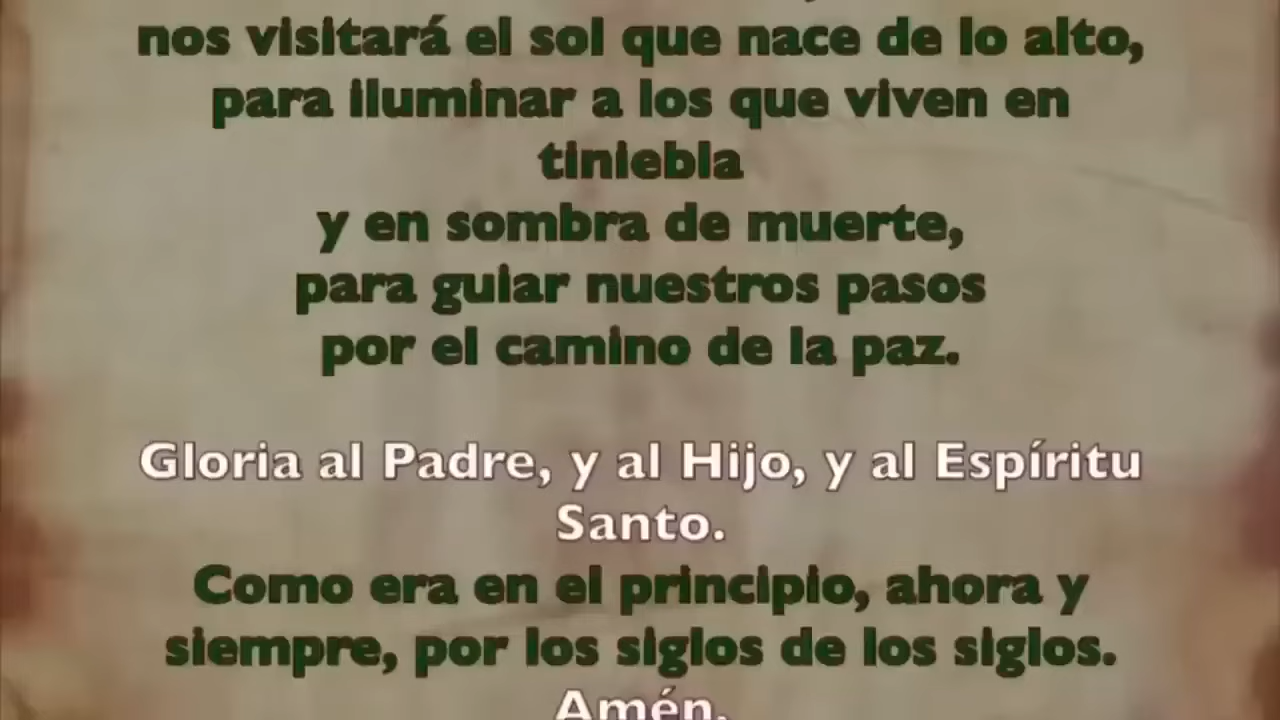 nos visitará el sol que nace de lo alto,
para iluminar a los que viven en
tiniebla
y en sombra de muerte,
para guiar nuestros pasos
por el camino de la paz.
Gloria al Padre, y al Hijo, y al Espíritu
Santo.
Como era en el principio, ahora y
siempre, por los siglos de los siglos.
Amén.